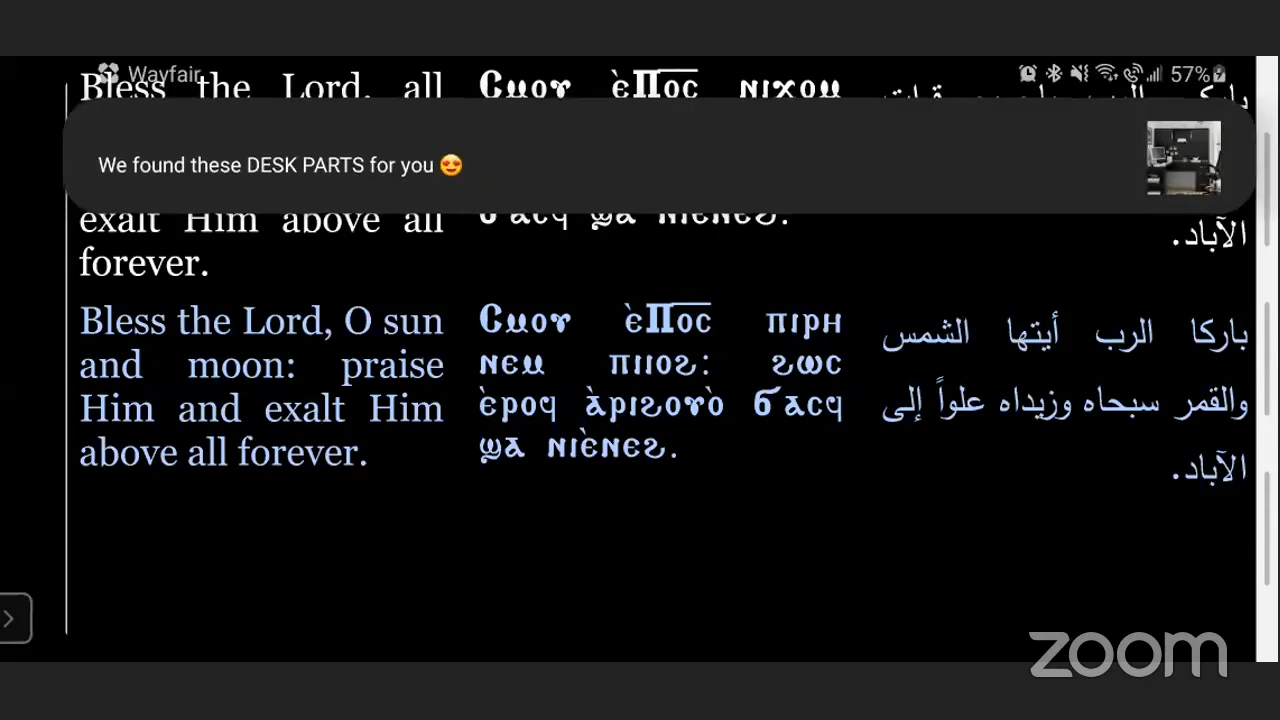 Wayfair
57%
We found these DESK PARTS for you 😍
Bless the Lord, all
exalt Him above all
forever.
Ⲥⲙⲟⲩ ⲉ̀Ⲡⲟ̅ⲥ̅ ⲛⲓϫⲟⲙ
ϭⲁⲥϥ ϣⲁ ⲛⲓⲉⲛⲉϩ.
الآباد.
Bless the Lord, O sun
and moon: praise
Him and exalt Him
above all forever.
Ⲥⲙⲟⲩ ⲉ̀Ⲡⲟ̅ⲥ̅ ⲡⲓⲣⲏ
ⲛⲉⲙ ⲡⲓⲓⲟϩ: ϩⲱⲥ
ⲉ̀ⲣⲟϥ ⲁ̀ⲣⲓϩⲟⲩⲟ̀ ϭⲁⲥϥ
ϣⲁ ⲛⲓⲉ̀ⲛⲉϩ.
باركا الرب أيتها الشمس
والقمر سبحاه وزيداه علواً إلى
الآباد.
zoom